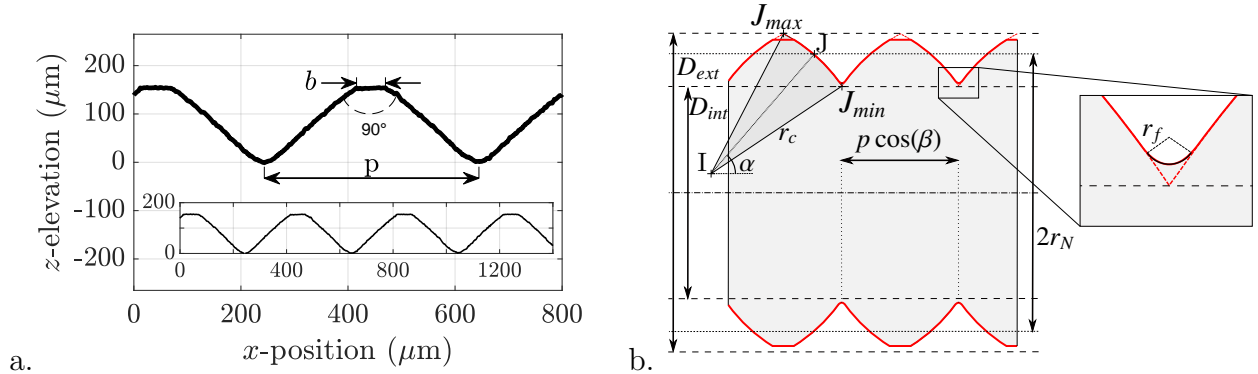 200
100
0
-100
-200
z-elevation (μm)
b
90°
p
200
0
0
400
800
1200
0
200
400
600
800
x-position (μm)
a.
J_max
J
D_ext
D_int
J_min
r_c
I
α
p cos(β)
2r_N
r_f
b.